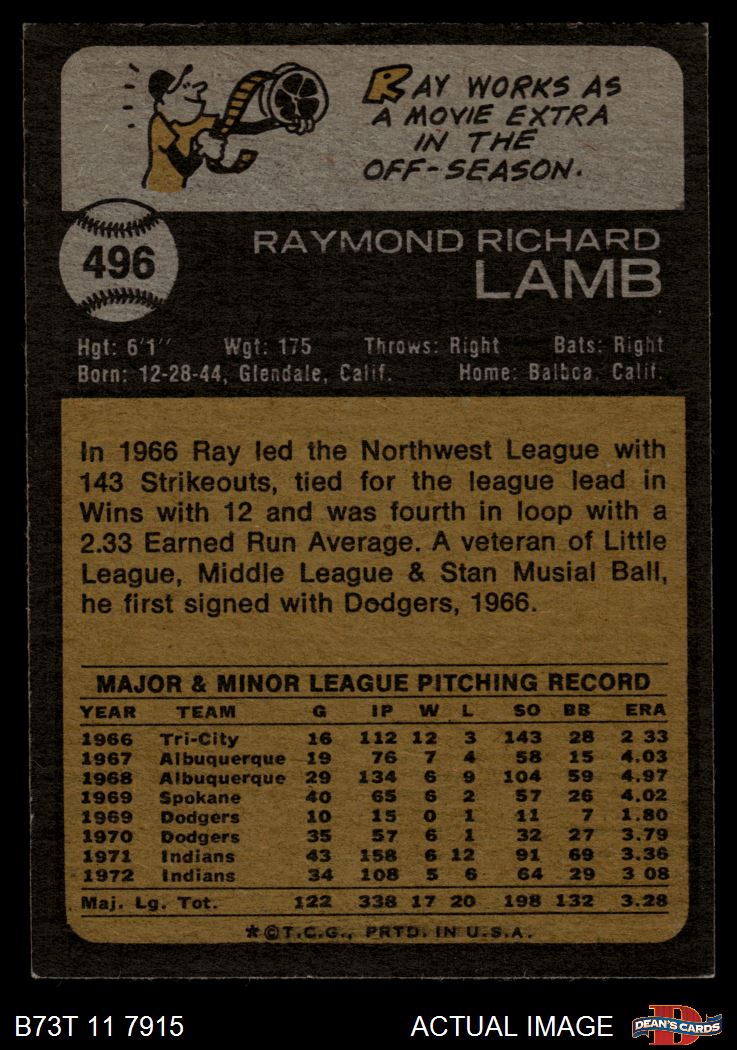 RAY WORKS AS
A MOVIE EXTRA
IN THE
OFF-SEASON.
496
RAYMOND RICHARD
LAMB
Hgt: 6'1" Wgt: 175 Throws: Right Bats: Right
Born: 12-28-44, Glendale, Calif. Home: Balboa, Calif.
In 1966 Ray led the Northwest League with
143 Strikeouts, tied for the league lead in
Wins with 12 and was fourth in loop with a
2.33 Earned Run Average. A veteran of Little
League, Middle League & Stan Musial Ball,
he first signed with Dodgers, 1966.
MAJOR & MINOR LEAGUE PITCHING RECORD
YEAR TEAM G IP W L SO BB ERA
1966 Tri-City 16 112 12 3 143 28 2 33
1967 Albuquerque 19 76 7 4 58 15 4.03
1968 Albuquerque 29 134 6 9 104 59 4.97
1969 Spokane 40 65 6 2 57 26 4.02
1969 Dodgers 10 15 0 1 11 7 1.80
1970 Dodgers 35 57 6 1 32 27 3.79
1971 Indians 43 158 6 12 91 69 3.36
1972 Indians 34 108 5 6 64 29 3 08
Maj. Lg. Tot. 122 338 17 20 198 132 3.28
*©T.C.G., PRTD. IN U.S.A.
B73T 11 7915 ACTUAL IMAGE DEAN'S CARDS